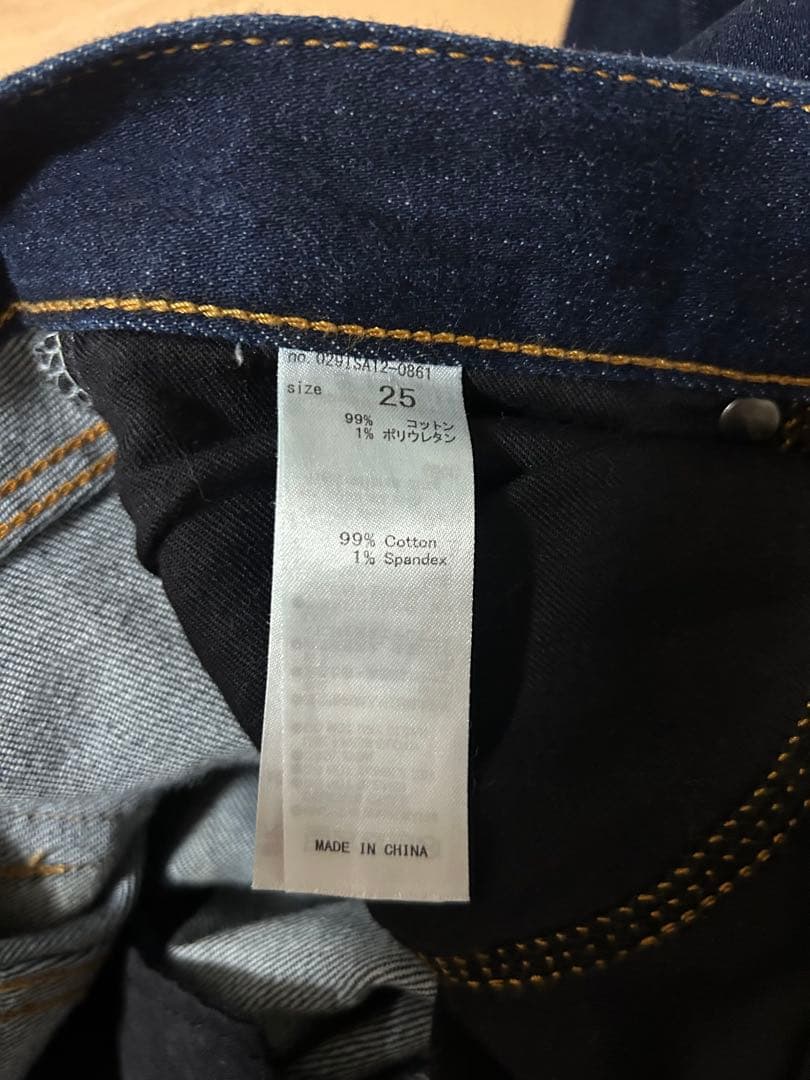 no. 029ISA12-0861
size 25
99% コットン
1% ポリウレタン
99% Cotton
1% Spandex
MADE IN CHINA